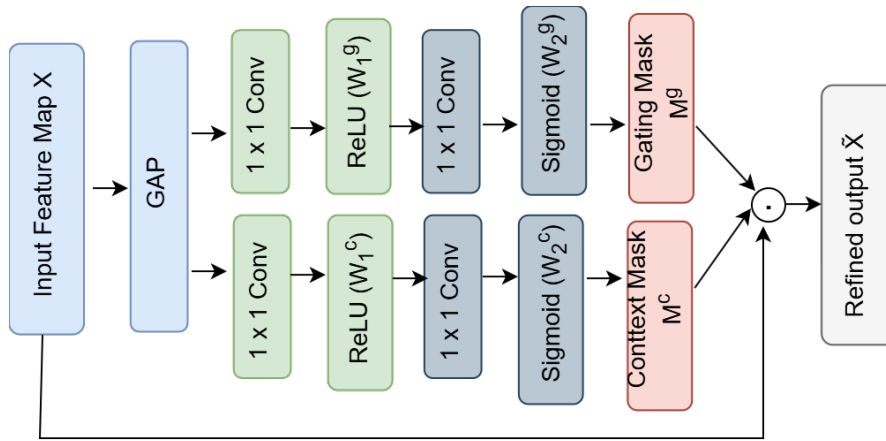 Input Feature Map X
GAP
1 x 1 Conv
ReLU (W₁ᵍ)
1 x 1 Conv
Sigmoid (W₂ᵍ)
Gating Mask
Mᵍ
1 x 1 Conv
ReLU (W₁ᶜ)
1 x 1 Conv
Sigmoid (W₂ᶜ)
Conttext Mask
Mᶜ
.
Refined output X̃